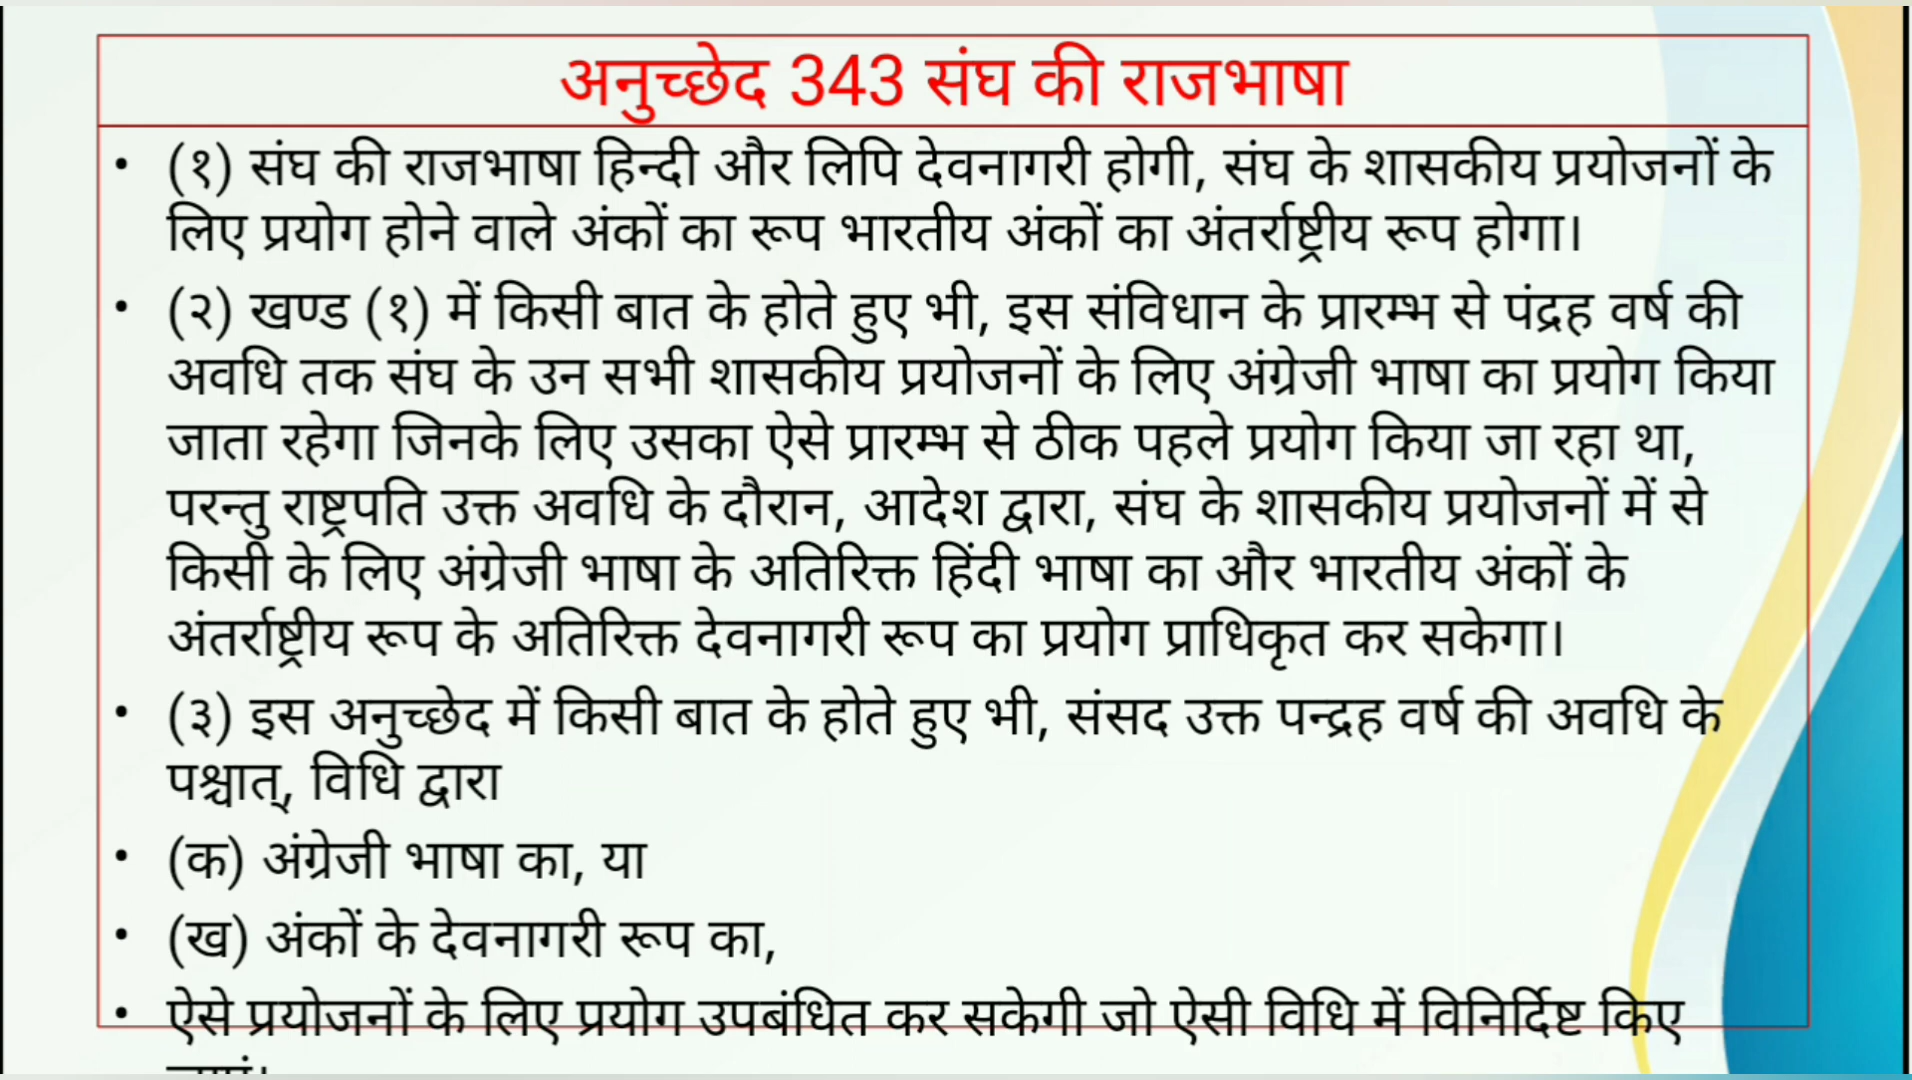 अनुच्छेद 343 संघ की राजभाषा
• (१) संघ की राजभाषा हिन्दी और लिपि देवनागरी होगी, संघ के शासकीय प्रयोजनों के
लिए प्रयोग होने वाले अंकों का रूप भारतीय अंकों का अंतर्राष्ट्रीय रूप होगा।
• (२) खण्ड (१) में किसी बात के होते हुए भी, इस संविधान के प्रारम्भ से पंद्रह वर्ष की
अवधि तक संघ के उन सभी शासकीय प्रयोजनों के लिए अंग्रेजी भाषा का प्रयोग किया
जाता रहेगा जिनके लिए उसका ऐसे प्रारम्भ से ठीक पहले प्रयोग किया जा रहा था,
परन्तु राष्ट्रपति उक्त अवधि के दौरान, आदेश द्वारा, संघ के शासकीय प्रयोजनों में से
किसी के लिए अंग्रेजी भाषा के अतिरिक्त हिंदी भाषा का और भारतीय अंकों के
अंतर्राष्ट्रीय रूप के अतिरिक्त देवनागरी रूप का प्रयोग प्राधिकृत कर सकेगा।
• (३) इस अनुच्छेद में किसी बात के होते हुए भी, संसद उक्त पन्द्रह वर्ष की अवधि के
पश्चात्, विधि द्वारा
• (क) अंग्रेजी भाषा का, या
• (ख) अंकों के देवनागरी रूप का,
• ऐसे प्रयोजनों के लिए प्रयोग उपबंधित कर सकेगी जो ऐसी विधि में विनिर्दिष्ट किए